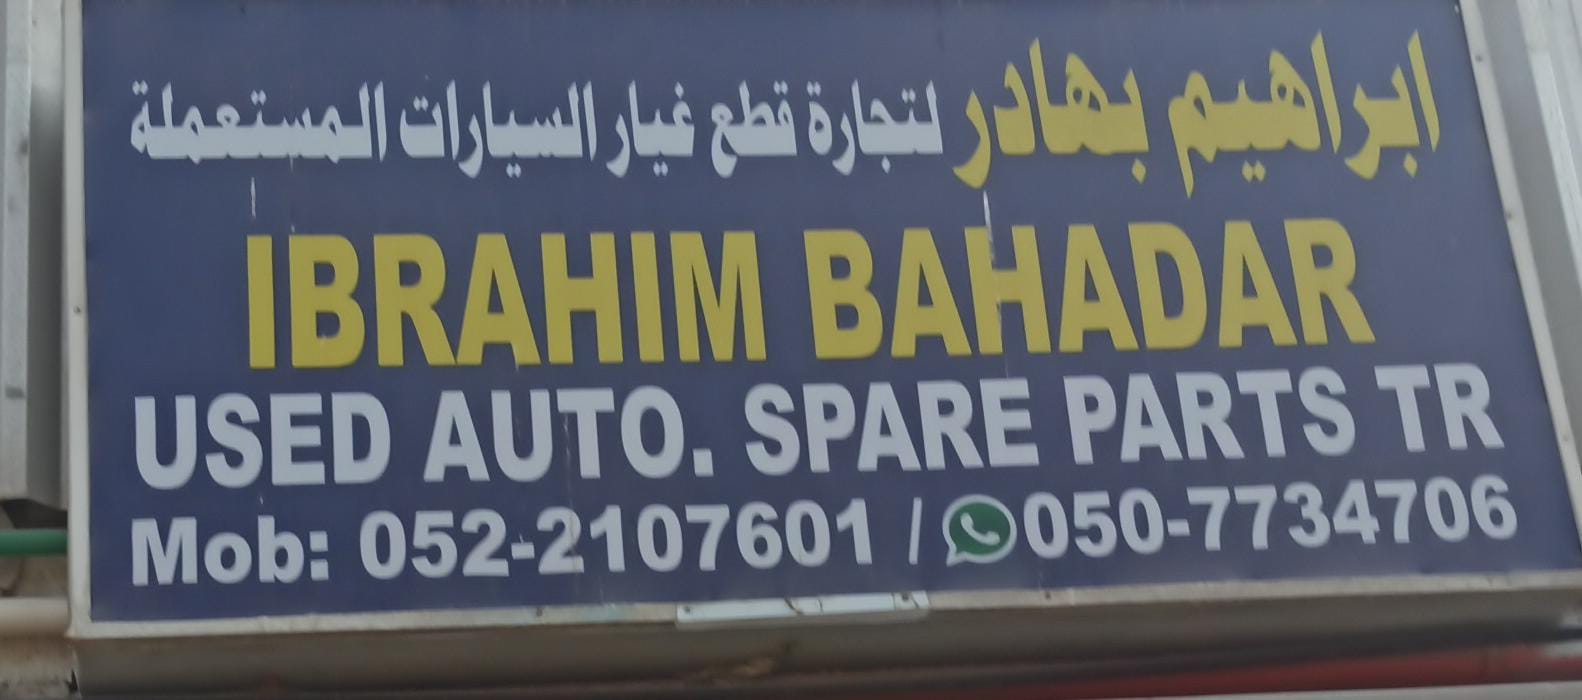 ابراهيم بهادر لتجارة قطع غيار السيارات المستعملة
IBRAHIM BAHADAR
USED AUTO. SPARE PARTS TR
Mob: 052-2107601 / 050-7734706